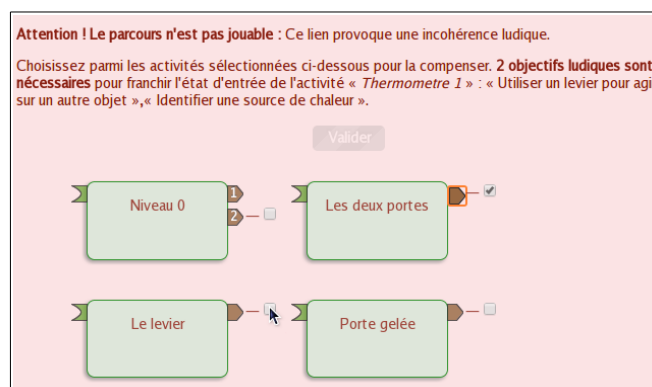 Attention ! Le parcours n'est pas jouable : Ce lien provoque une incohérence ludique.
Choisissez parmi les activités sélectionnées ci-dessous pour la compenser. 2 objectifs ludiques sont
nécessaires pour franchir l'état d'entrée de l'activité « Thermometre 1 » : « Utiliser un levier pour agi
sur un autre objet »,« Identifier une source de chaleur ».
Valider
Niveau 0
1
2
Les deux portes
Le levier
Porte gelée